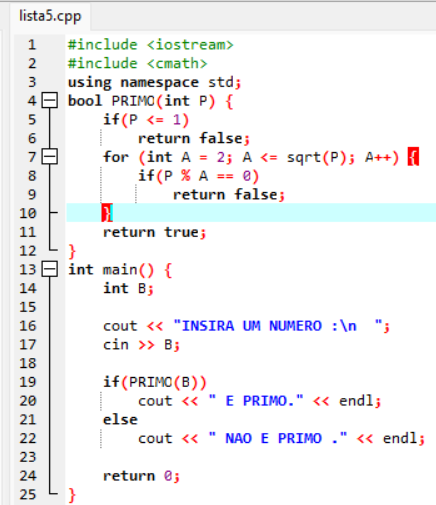 lista5.cpp
1 #include <iostream>
2 #include <cmath>
3 using namespace std;
4 bool PRIMO(int P) {
5     if(P <= 1)
6         return false;
7     for (int A = 2; A <= sqrt(P); A++) {
8         if(P % A == 0)
9             return false;
10     }
11     return true;
12 }
13 int main() {
14     int B;
15
16     cout << "INSIRA UM NUMERO :\n  ";
17     cin >> B;
18
19     if(PRIMO(B))
20         cout << " E PRIMO." << endl;
21     else
22         cout << " NAO E PRIMO ." << endl;
23
24     return 0;
25 }